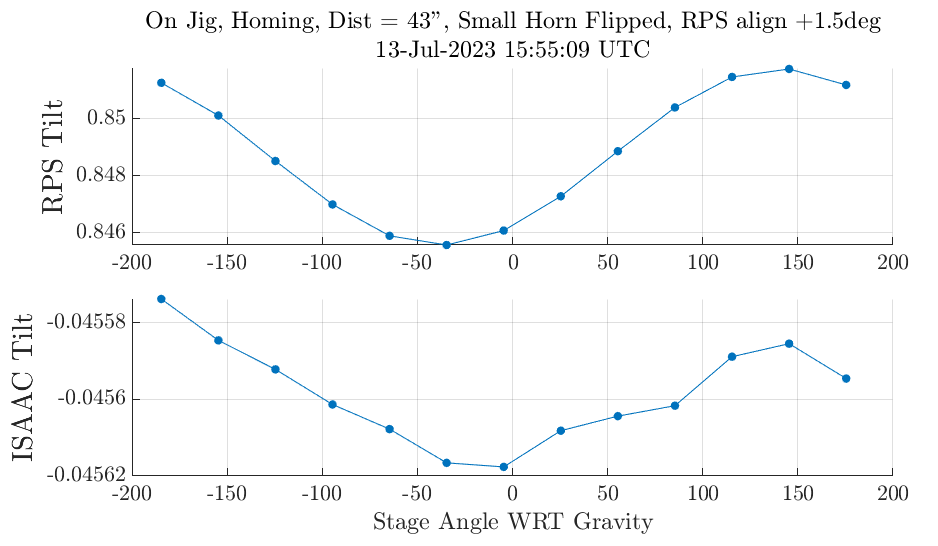 On Jig, Homing, Dist = 43”, Small Horn Flipped, RPS align +1.5deg
13-Jul-2023 15:55:09 UTC
RPS Tilt
0.85
0.848
0.846
-200 -150 -100 -50 0 50 100 150 200
ISAAC Tilt
-0.04558
-0.0456
-0.04562
-200 -150 -100 -50 0 50 100 150 200
Stage Angle WRT Gravity